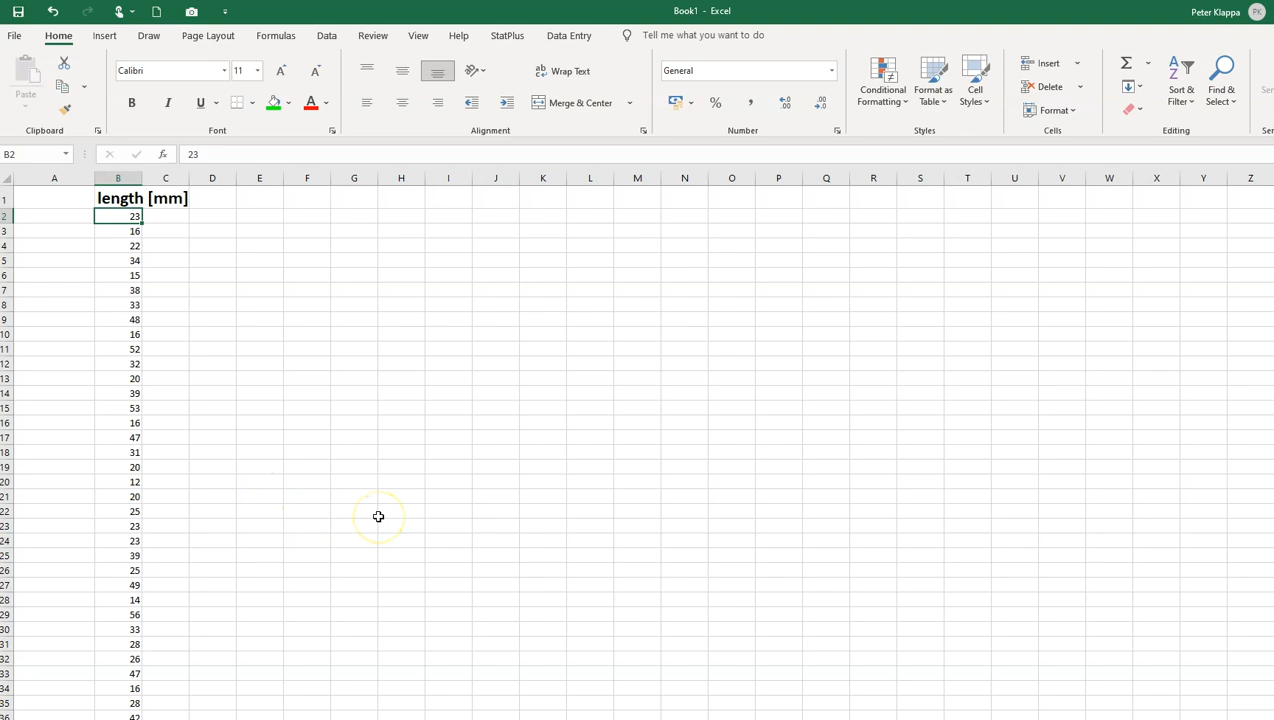 Book1 - Excel
Peter Klappa PK
File Home Insert Draw Page Layout Formulas Data Review View Help StatPlus Data Entry Tell me what you want to do
Paste
Calibri 11 A A
Wrap Text
General
B I U A
Merge & Center
% ,
Conditional Formatting
Format as Table
Cell Styles
Insert
Delete
Format
Sort & Filter
Find & Select
Clipboard Font Alignment Number Styles Cells Editing
B2 fx 23
A B C D E F G H I J K L M N O P Q R S T U V W X Y Z
1 length [mm]
2 23
3 16
4 22
5 34
6 15
7 38
8 33
9 48
10 16
11 52
12 32
13 20
14 39
15 53
16 16
17 47
18 31
19 20
20 12
21 20
22 25
23 23
24 23
25 39
26 25
27 49
28 14
29 56
30 33
31 28
32 26
33 47
34 16
35 28
36 42